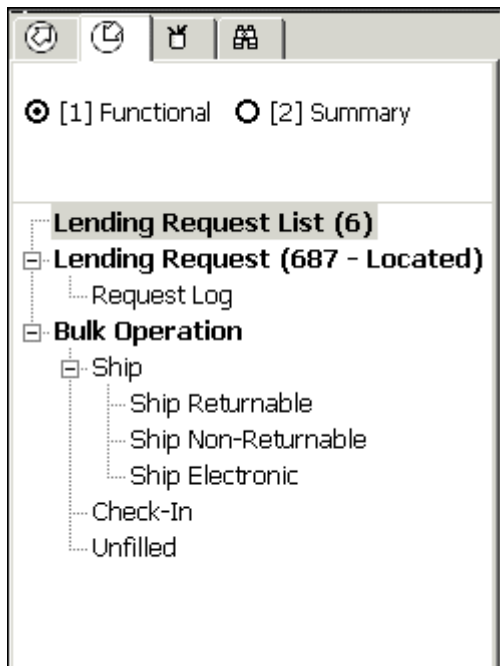 [1] Functional [2] Summary
Lending Request List (6)
Lending Request (687 - Located)
Request Log
Bulk Operation
Ship
Ship Returnable
Ship Non-Returnable
Ship Electronic
Check-In
Unfilled